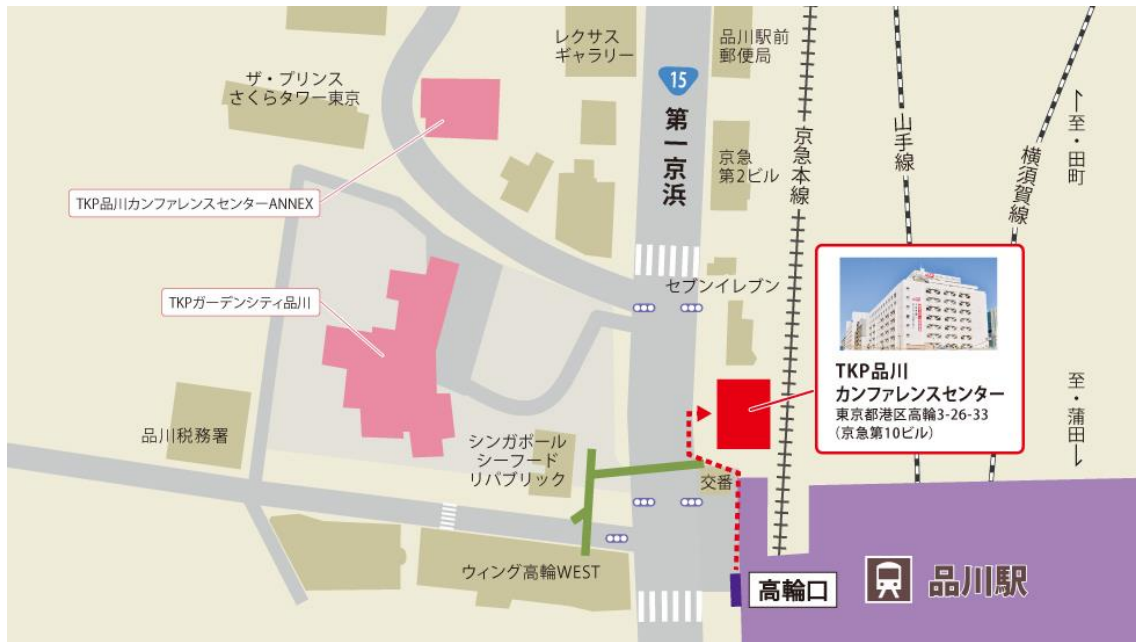 レクサス
ギャラリー
品川駅前
郵便局
15
第一京浜
ザ・プリンス
さくらタワー東京
京急
第2ビル
京急本線
山手線
横須賀線
↑至・田町
TKP品川カンファレンスセンターANNEX
セブンイレブン
TKPガーデンシティ品川
TKP品川
カンファレンスセンター
東京都港区高輪3-26-33
(京急第10ビル)
至・蒲田↓
品川税務署
シンガポール
シーフード
リパブリック
交番
ウィング高輪WEST
高輪口
品川駅